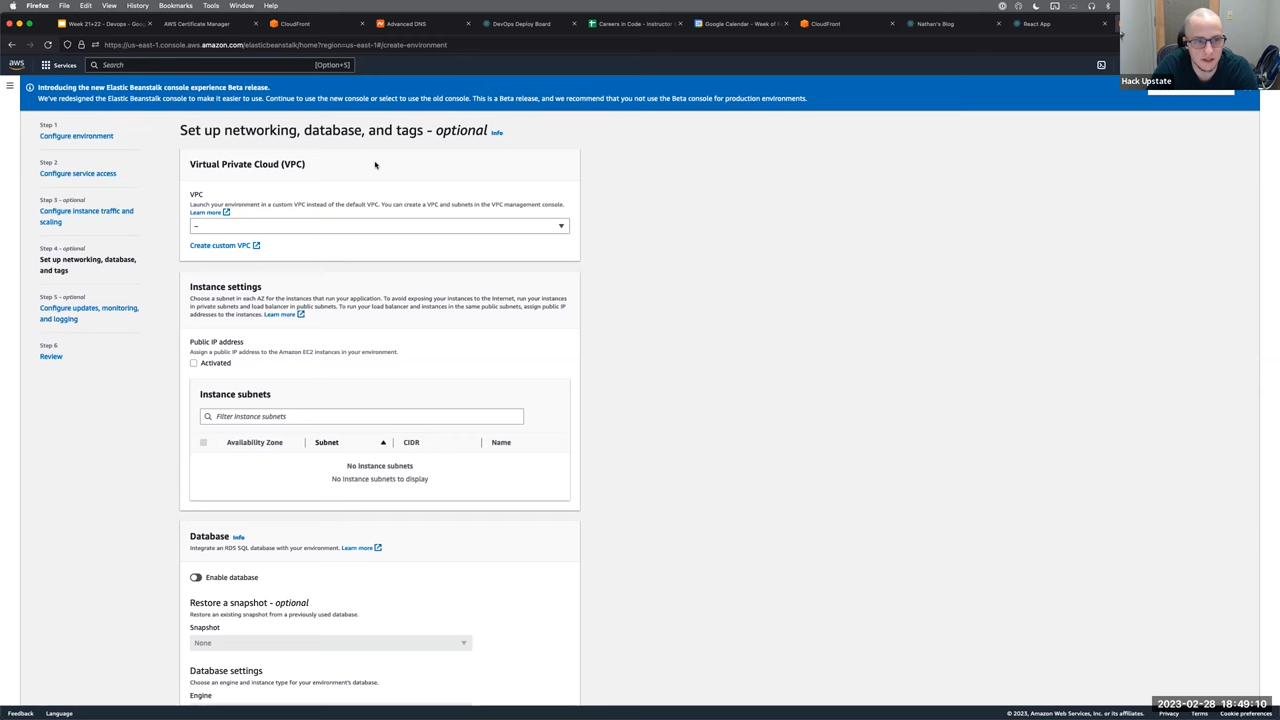 Firefox File Edit View History Bookmarks Tools Window Help
Week 21+22 - Devops - Goo
AWS Certificate Manager
CloudFront
Advanced DNS
DevOps Deploy Board
Careers in Code - Instructor
Google Calendar - Week of F
CloudFront
Nathan's Blog
React App
https://us-east-1.console.aws.amazon.com/elasticbeanstalk/home?region=us-east-1#/create-environment
aws
Services
Search
[Option+S]
Hack Upstate
Introducing the new Elastic Beanstalk console experience Beta release.
We've redesigned the Elastic Beanstalk console to make it easier to use. Continue to use the new console or select to use the old console. This is a Beta release, and we recommend that you not use the Beta console for production environments.
Step 1
Configure environment
Step 2
Configure service access
Step 3 - optional
Configure instance traffic and
scaling
Step 4 - optional
Set up networking, database,
and tags
Step 5 - optional
Configure updates, monitoring,
and logging
Step 6
Review
Set up networking, database, and tags - optional Info
Virtual Private Cloud (VPC)
VPC
Launch your environment in a custom VPC instead of the default VPC. You can create a VPC and subnets in the VPC management console.
Learn more
–
Create custom VPC
Instance settings
Choose a subnet in each AZ for the instances that run your application. To avoid exposing your instances to the Internet, run your instances
in private subnets and load balancer in public subnets. To run your load balancer and instances in the same public subnets, assign public IP
addresses to the instances. Learn more
Public IP address
Assign a public IP address to the Amazon EC2 instances in your environment.
Activated
Instance subnets
Filter instance subnets
Availability Zone
Subnet
CIDR
Name
No instance subnets
No instance subnets to display
Database Info
Integrate an RDS SQL database with your environment. Learn more
Enable database
Restore a snapshot - optional
Restore an existing snapshot from a previously used database.
Snapshot
None
Database settings
Choose an engine and instance type for your environment's database.
Engine
2023-02-28 18:49:10
Feedback Language
© 2023, Amazon Web Services, Inc. or its affiliates. Privacy Terms Cookie preferences